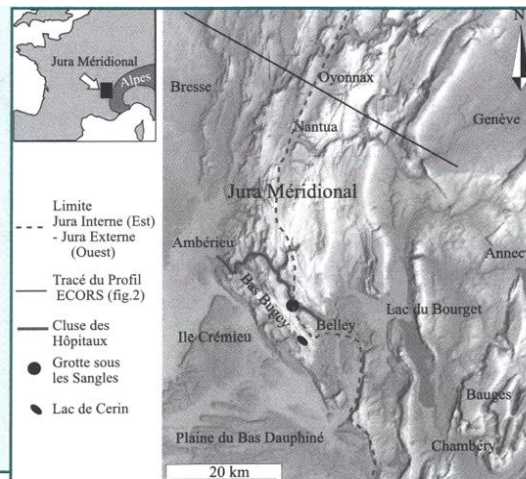 Jura Méridional
Alpes
Limite
Jura Interne (Est)
- Jura Externe
(Ouest)
Tracé du Profil
ECORS (fig.2)
Cluse des
Hôpitaux
Grotte sous
les Sangles
Lac de Cerin
N
Bresse
Oyonnax
Genève
Nantua
Jura Méridional
Ambérieu
Annecy
Bas Bugey
Lac du Bourget
Belley
Ile Crémieu
Bauges
Plaine du Bas Dauphiné
Chambéry
20 km